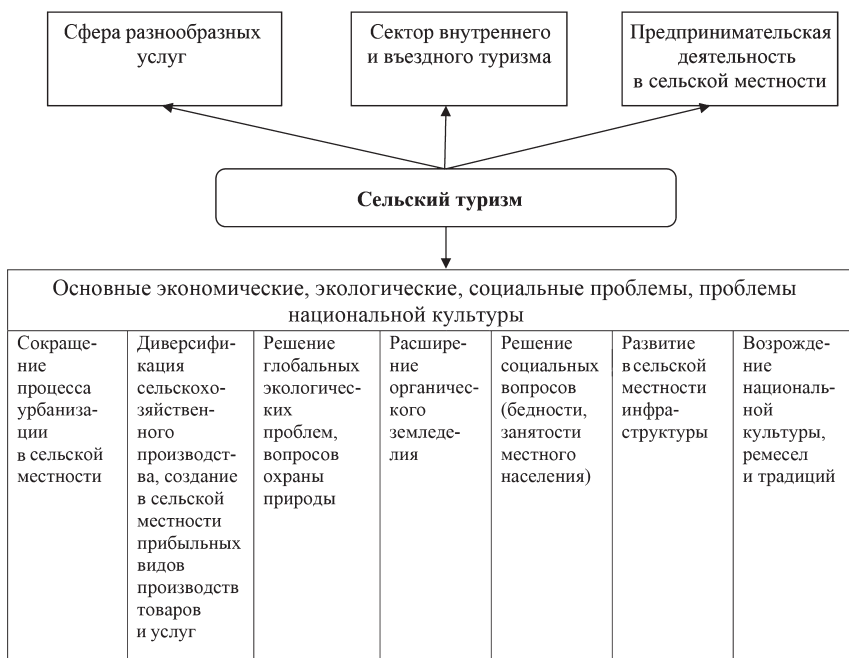 Сфера разнообразных
услуг
Сектор внутреннего
и въездного туризма
Предпринимательская
деятельность
в сельской местности
Сельский туризм
Основные экономические, экологические, социальные проблемы, проблемы
национальной культуры
Сокраще-
ние
процесса
урбаниза-
ции
в сельской
местности
Диверсифи-
кация
сельскохо-
зяйствен-
ного
производст-
ва, создание
в сельской
местности
прибыльных
видов
производств
товаров
и услуг
Решение
глобальных
экологичес-
ких
проблем,
вопросов
охраны
природы
Расширение
органичес-
кого
земледе-
лия
Решение
социальных
вопросов
(бедности,
занятости
местного
населения)
Развитие
в сельской
местности
инфра-
структуры
Возрожде-
ние
националь-
ной
культуры,
ремесел
и традиций